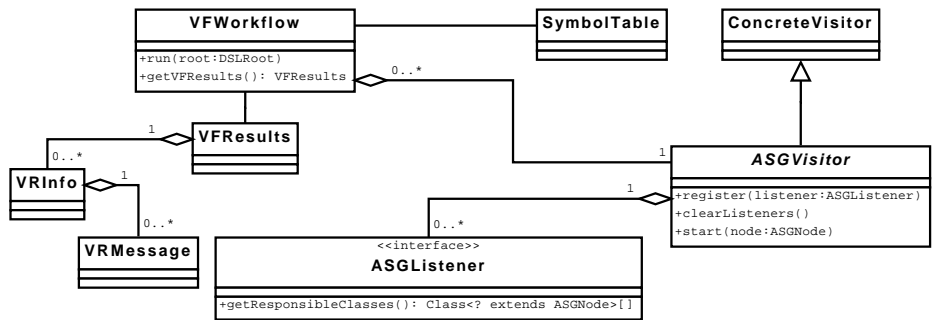 VFWorkflow
+run(root:DSLRoot)
+getVFResults(): VFResults
SymbolTable
ConcreteVisitor
0..*
1
VFResults
1
0..*
VRInfo
1
0..*
VRMessage
ASGVisitor
+register(listener:ASGListener)
+clearListeners()
+start(node:ASGNode)
1
0..*
<<interface>>
ASGListener
+getResponsibleClasses(): Class<? extends ASGNode>[]